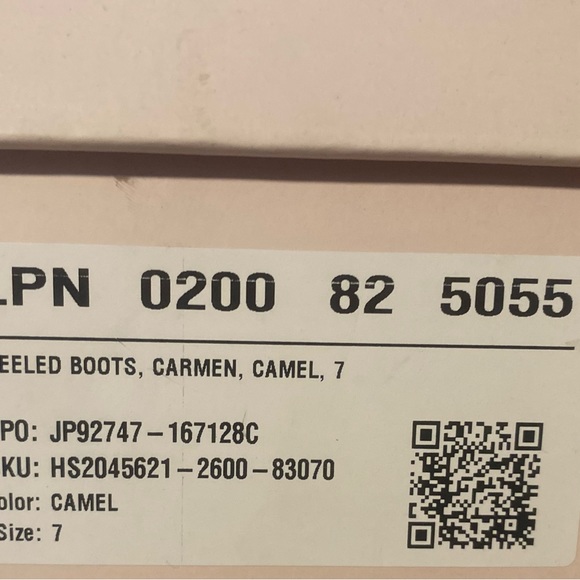 LPN 0200 82 5055
EELED BOOTS, CARMEN, CAMEL, 7
PO: JP92747-167128C
KU: HS2045621-2600-83070
olor: CAMEL
Size: 7